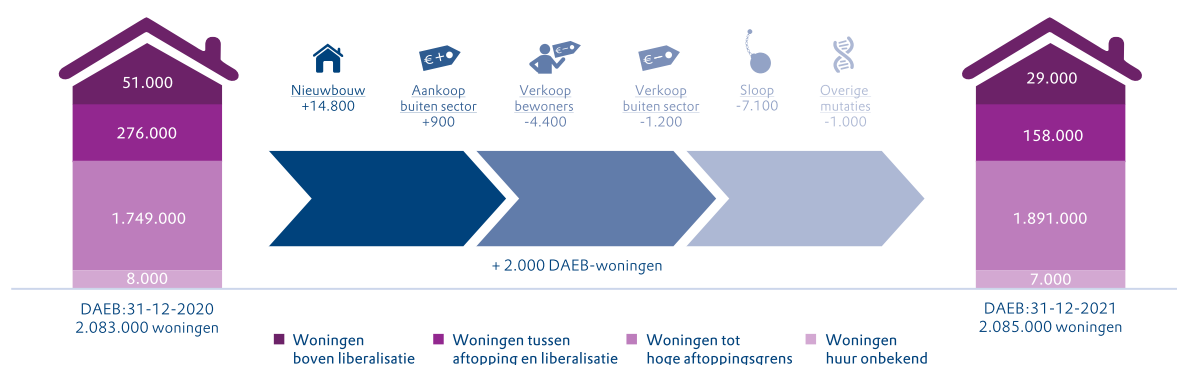 51.000
276.000
1.749.000
8.000
DAEB:31-12-2020
2.083.000 woningen
Nieuwbouw
+14.800
Aankoop
buiten sector
+900
Verkoop
bewoners
-4.400
Verkoop
buiten sector
-1.200
Sloop
-7.100
Overige
mutaties
-1.000
+ 2.000 DAEB-woningen
29.000
158.000
1.891.000
7.000
DAEB:31-12-2021
2.085.000 woningen
Woningen
boven liberalisatie
Woningen tussen
aftopping en liberalisatie
Woningen tot
hoge aftoppingsgrens
Woningen
huur onbekend